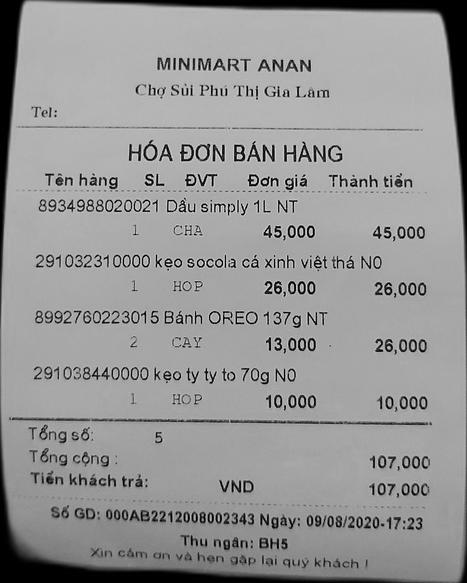 MINIMART ANAN
Chợ Sủi Phú Thị Gia Lâm
Tel:
HÓA ĐƠN BÁN HÀNG
Tên hàng SL ĐVT Đơn giá Thành tiền
8934988020021 Dầu simply 1L NT
1 CHA 45,000 45,000
291032310000 kẹo socola cá xinh việt thá N0
1 HOP 26,000 26,000
8992760223015 Bánh OREO 137g NT
2 CAY 13,000 26,000
291038440000 kẹo ty ty to 70g N0
1 HOP 10,000 10,000
Tổng số: 5
Tổng cộng : 107,000
Tiền khách trả: VND 107,000
Số GD: 000AB2212008002343 Ngày: 09/08/2020-17:23
Thu ngân: BH5
Xin cảm ơn và hẹn gặp lại quý khách !